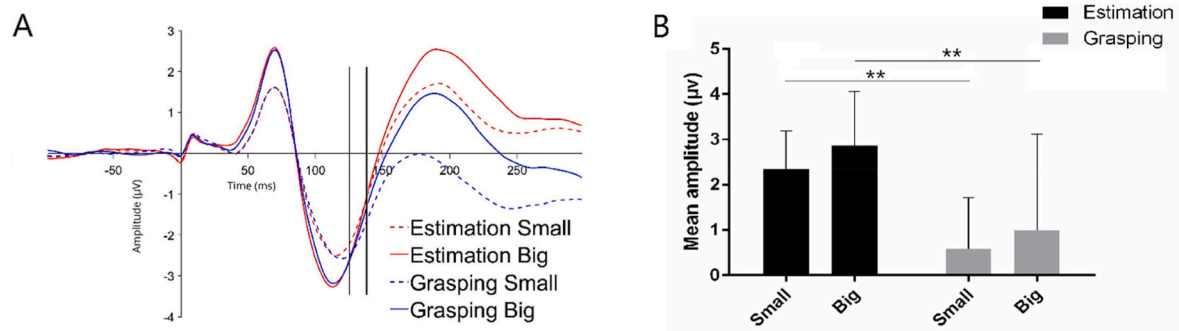 A
3
2
1
0
-1
-2
-3
-4
Amplitude (μV)
-50
50
100
150
200
250
Time (ms)
Estimation Small
Estimation Big
Grasping Small
Grasping Big
B
Estimation
Grasping
5
4
3
2
1
0
Mean amplitude (μv)
**
**
Small
Big
Small
Big